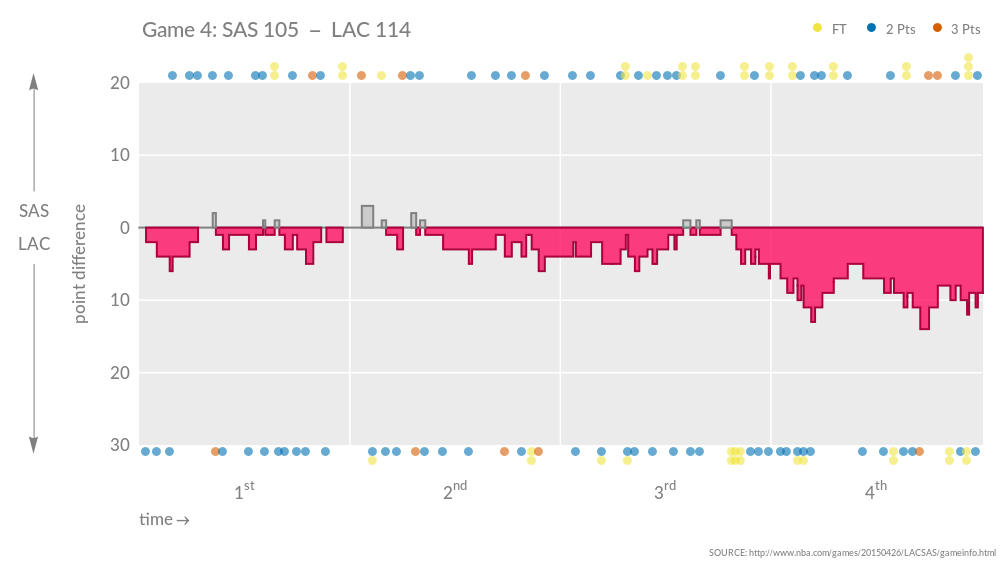 Game 4: SAS 105 – LAC 114
FT 2 Pts 3 Pts
20
10
0
10
20
30
SAS
LAC
point difference
1st 2nd 3rd 4th
time→
SOURCE: http://www.nba.com/games/20150426/LACSAS/gameinfo.html